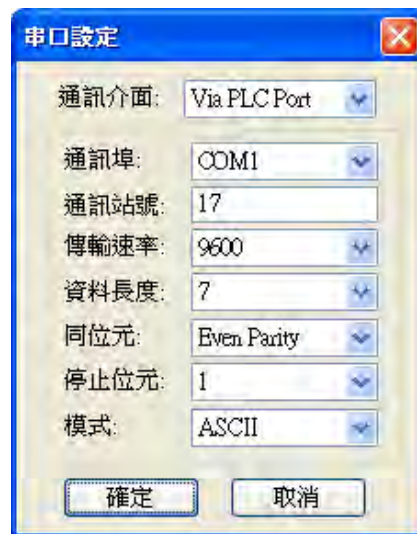 串口設定
通訊介面: Via PLC Port
通訊埠: COM1
通訊站號: 17
傳輸速率: 9600
資料長度: 7
同位元: Even Parity
停止位元: 1
模式: ASCII
確定 取消